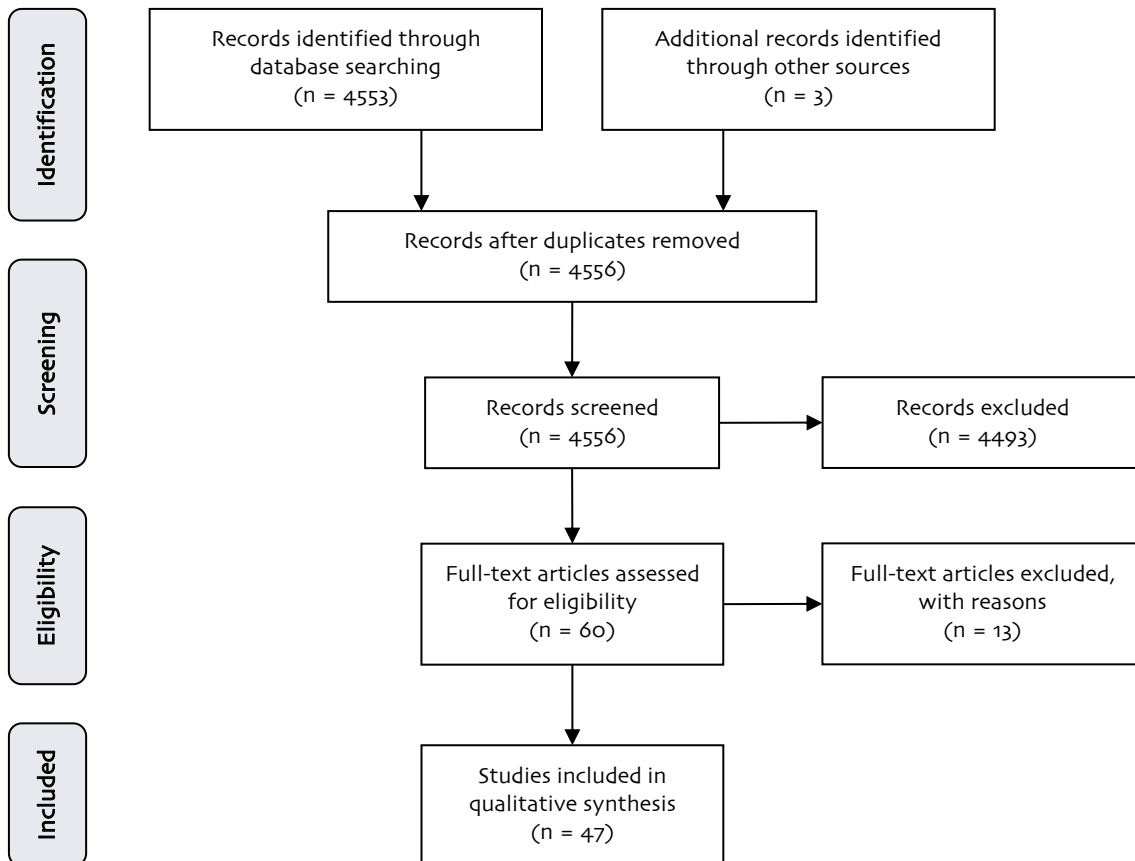 Identification
Records identified through
database searching
(n = 4553)
Additional records identified
through other sources
(n = 3)
Records after duplicates removed
(n = 4556)
Screening
Records screened
(n = 4556)
Records excluded
(n = 4493)
Eligibility
Full-text articles assessed
for eligibility
(n = 60)
Full-text articles excluded,
with reasons
(n = 13)
Included
Studies included in
qualitative synthesis
(n = 47)